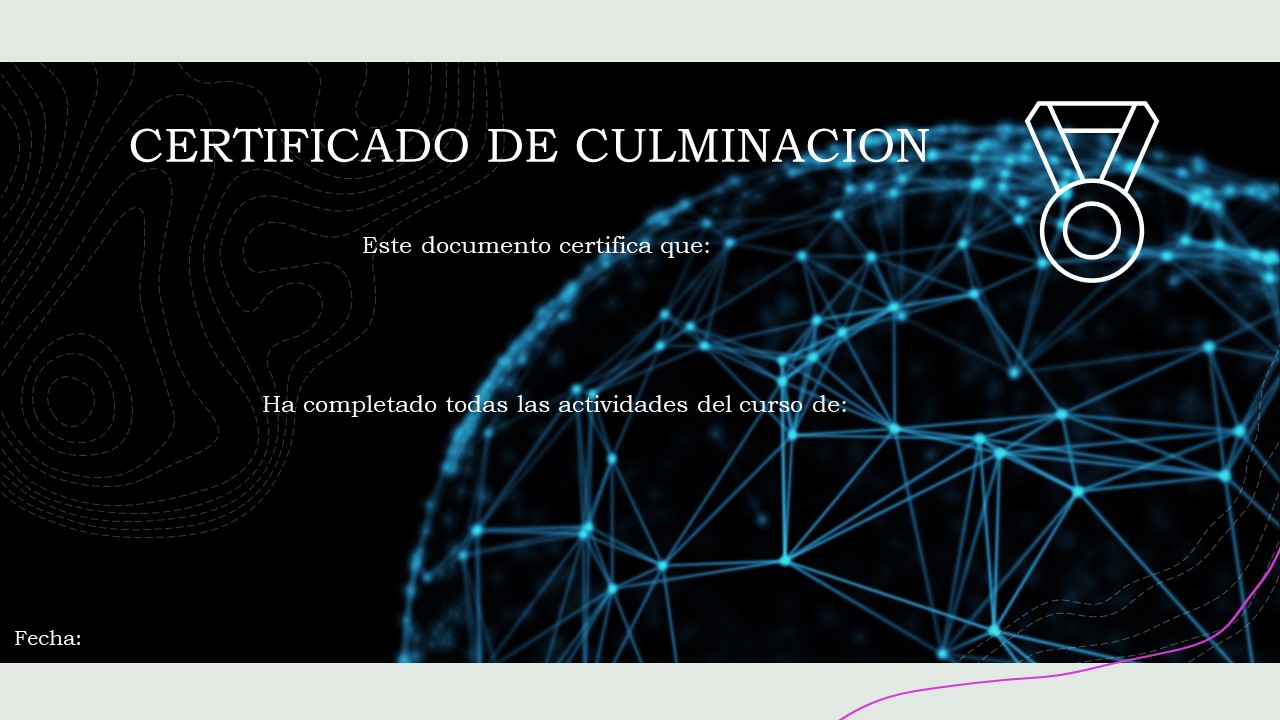 CERTIFICADO DE CULMINACION
Este documento certifica que:
Ha completado todas las actividades del curso de:
Fecha: